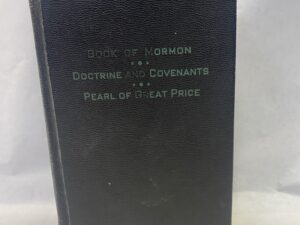 Book of Mormon
Doctrine and Covenants
Pearl of Great Price